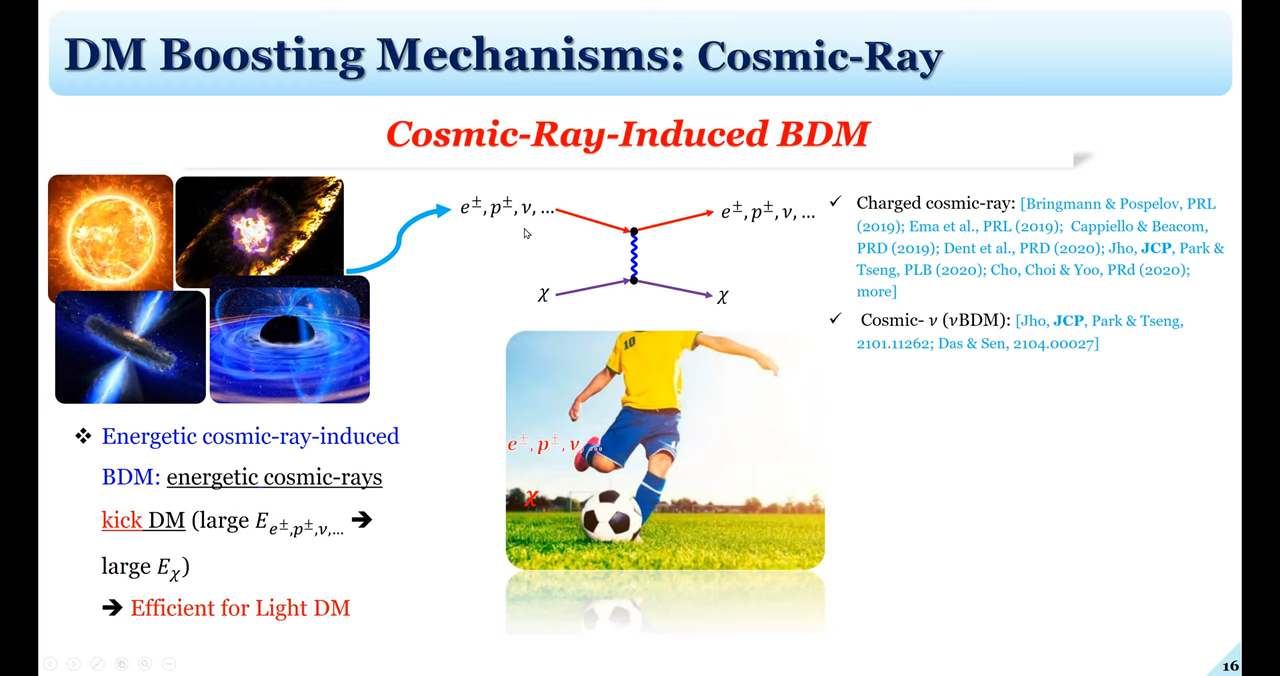 DM Boosting Mechanisms: Cosmic-Ray
Cosmic-Ray-Induced BDM
e±, p±, ν, …
e±, p±, ν, …
χ
χ
✓ Charged cosmic-ray: [Bringmann & Pospelov, PRL
(2019); Ema et al., PRL (2019); Cappiello & Beacom,
PRD (2019); Dent et al., PRD (2020); Jho, JCP, Park &
Tseng, PLB (2020); Cho, Choi & Yoo, PRd (2020);
more]
✓ Cosmic- ν (νBDM): [Jho, JCP, Park & Tseng,
2101.11262; Das & Sen, 2104.00027]
10
e±, p±, ν, …
χ
❖ Energetic cosmic-ray-induced
BDM: energetic cosmic-rays
kick DM (large E_e±,p±,ν,… ➔
large E_χ)
➔ Efficient for Light DM
16